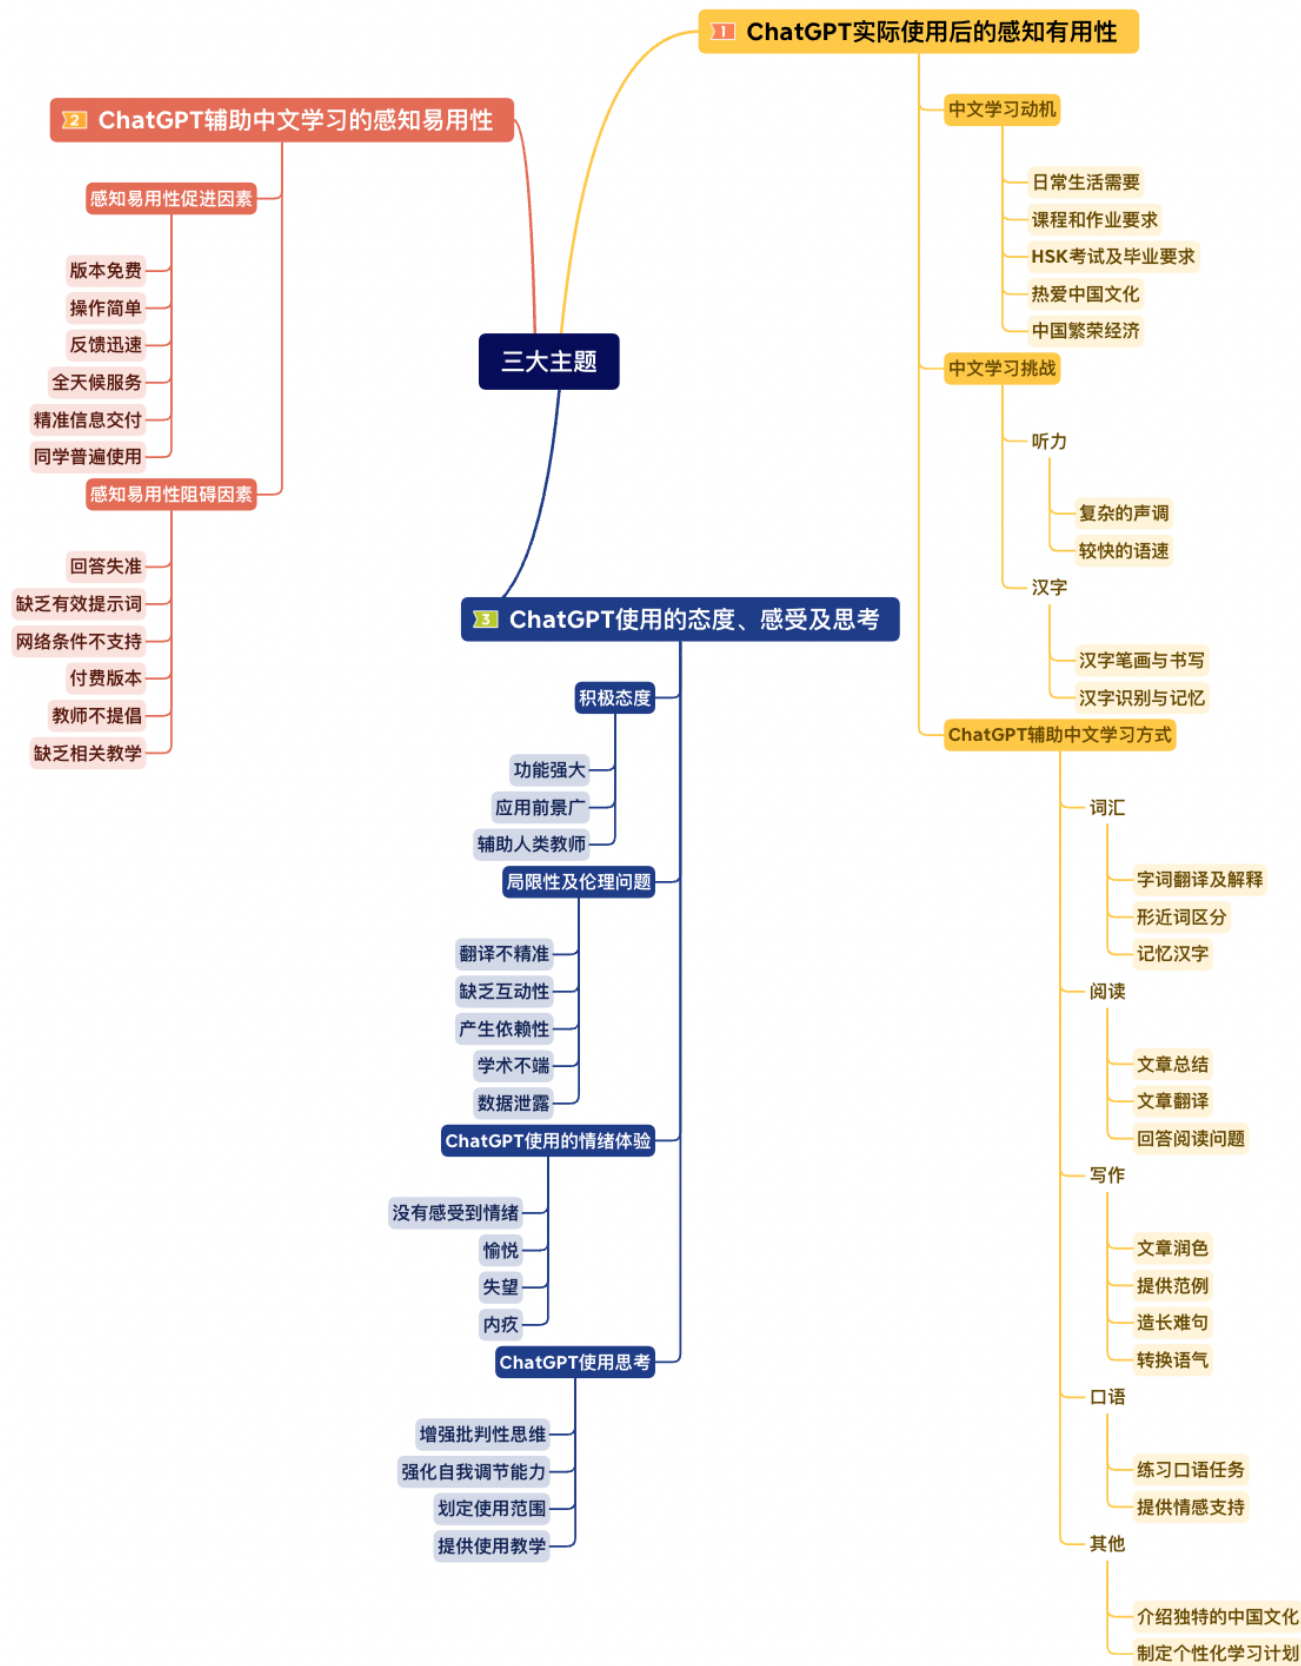 三大主题
1 ChatGPT实际使用后的感知有用性
中文学习动机
日常生活需要
课程和作业要求
HSK考试及毕业要求
热爱中国文化
中国繁荣经济
中文学习挑战
听力
复杂的声调
较快的语速
汉字
汉字笔画与书写
汉字识别与记忆
ChatGPT辅助中文学习方式
词汇
字词翻译及解释
形近词区分
记忆汉字
阅读
文章总结
文章翻译
回答阅读问题
写作
文章润色
提供范例
造长难句
转换语气
口语
练习口语任务
提供情感支持
其他
介绍独特的中国文化
制定个性化学习计划
2 ChatGPT辅助中文学习的感知易用性
感知易用性促进因素
版本免费
操作简单
反馈迅速
全天候服务
精准信息交付
同学普遍使用
感知易用性阻碍因素
回答失准
缺乏有效提示词
网络条件不支持
付费版本
教师不提倡
缺乏相关教学
3 ChatGPT使用的态度、感受及思考
积极态度
功能强大
应用前景广
辅助人类教师
局限性及伦理问题
翻译不精准
缺乏互动性
产生依赖性
学术不端
数据泄露
ChatGPT使用的情绪体验
没有感受到情绪
愉悦
失望
内疚
ChatGPT使用思考
增强批判性思维
强化自我调节能力
划定使用范围
提供使用教学